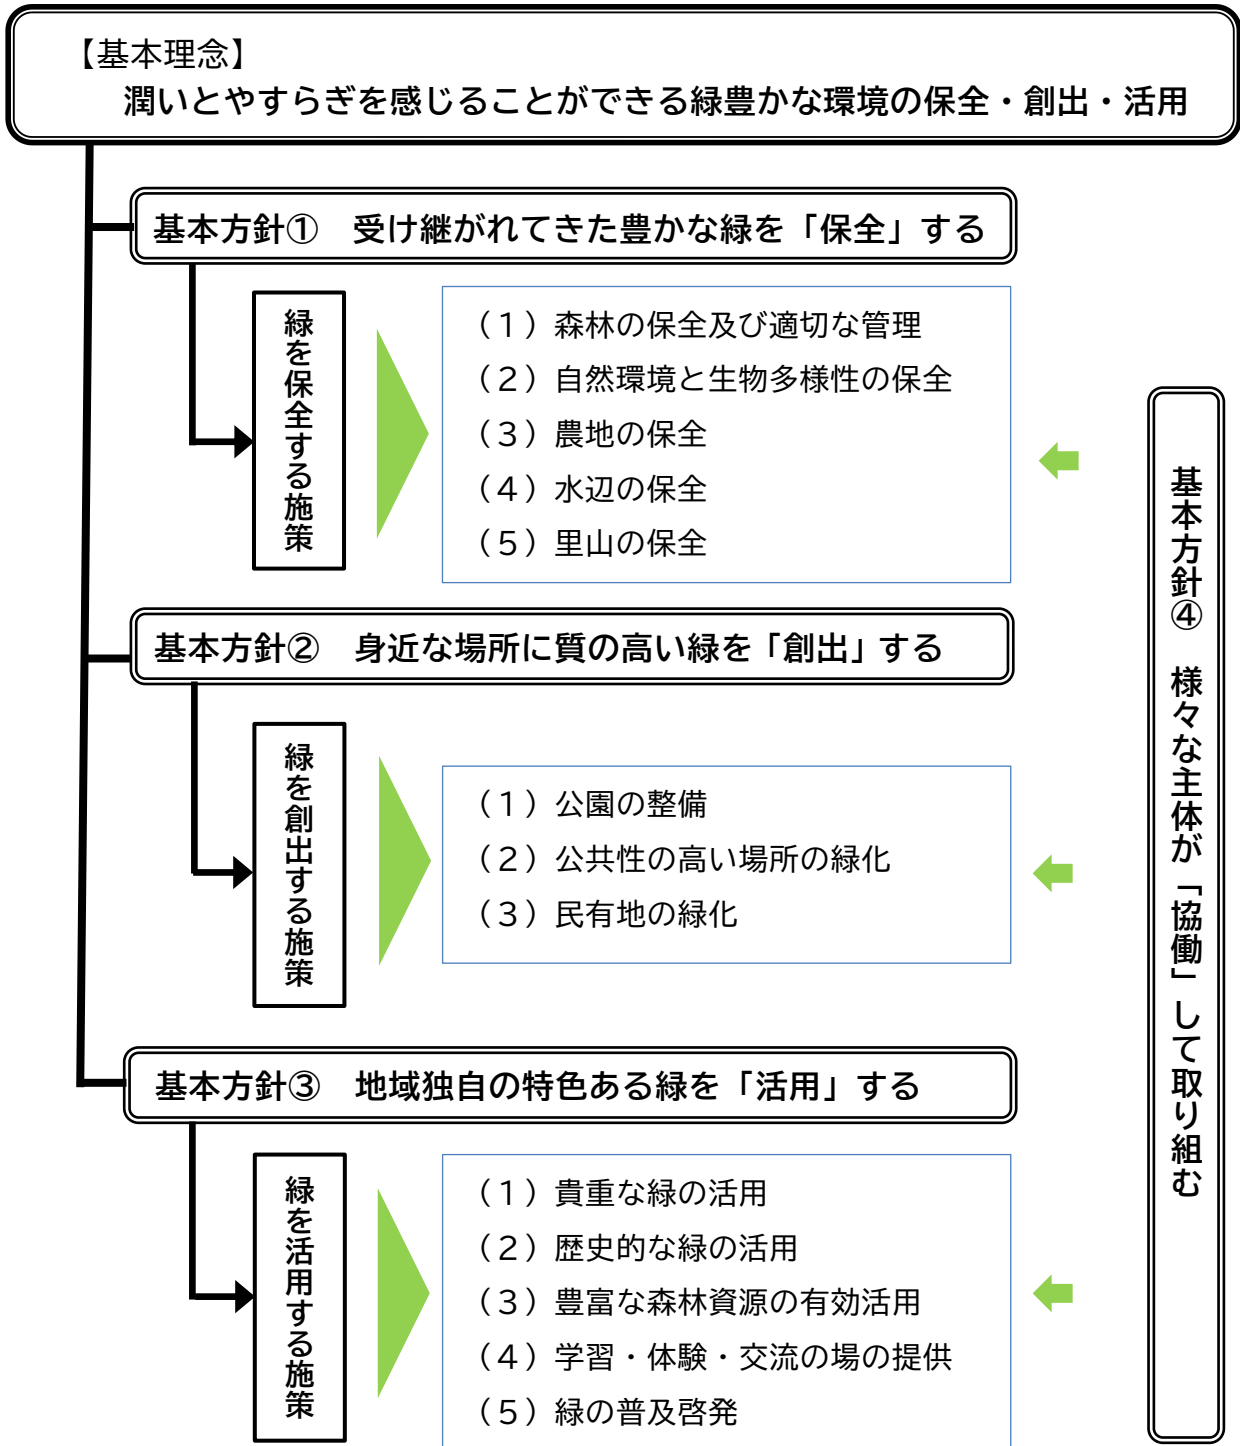 【基本理念】
潤いとやすらぎを感じることができる緑豊かな環境の保全・創出・活用
基本方針① 受け継がれてきた豊かな緑を「保全」する
緑を保全する施策
（１）森林の保全及び適切な管理
（２）自然環境と生物多様性の保全
（３）農地の保全
（４）水辺の保全
（５）里山の保全
基本方針② 身近な場所に質の高い緑を「創出」する
緑を創出する施策
（１）公園の整備
（２）公共性の高い場所の緑化
（３）民有地の緑化
基本方針③ 地域独自の特色ある緑を「活用」する
緑を活用する施策
（１）貴重な緑の活用
（２）歴史的な緑の活用
（３）豊富な森林資源の有効活用
（４）学習・体験・交流の場の提供
（５）緑の普及啓発
基本方針④ 様々な主体が「協働」して取り組む